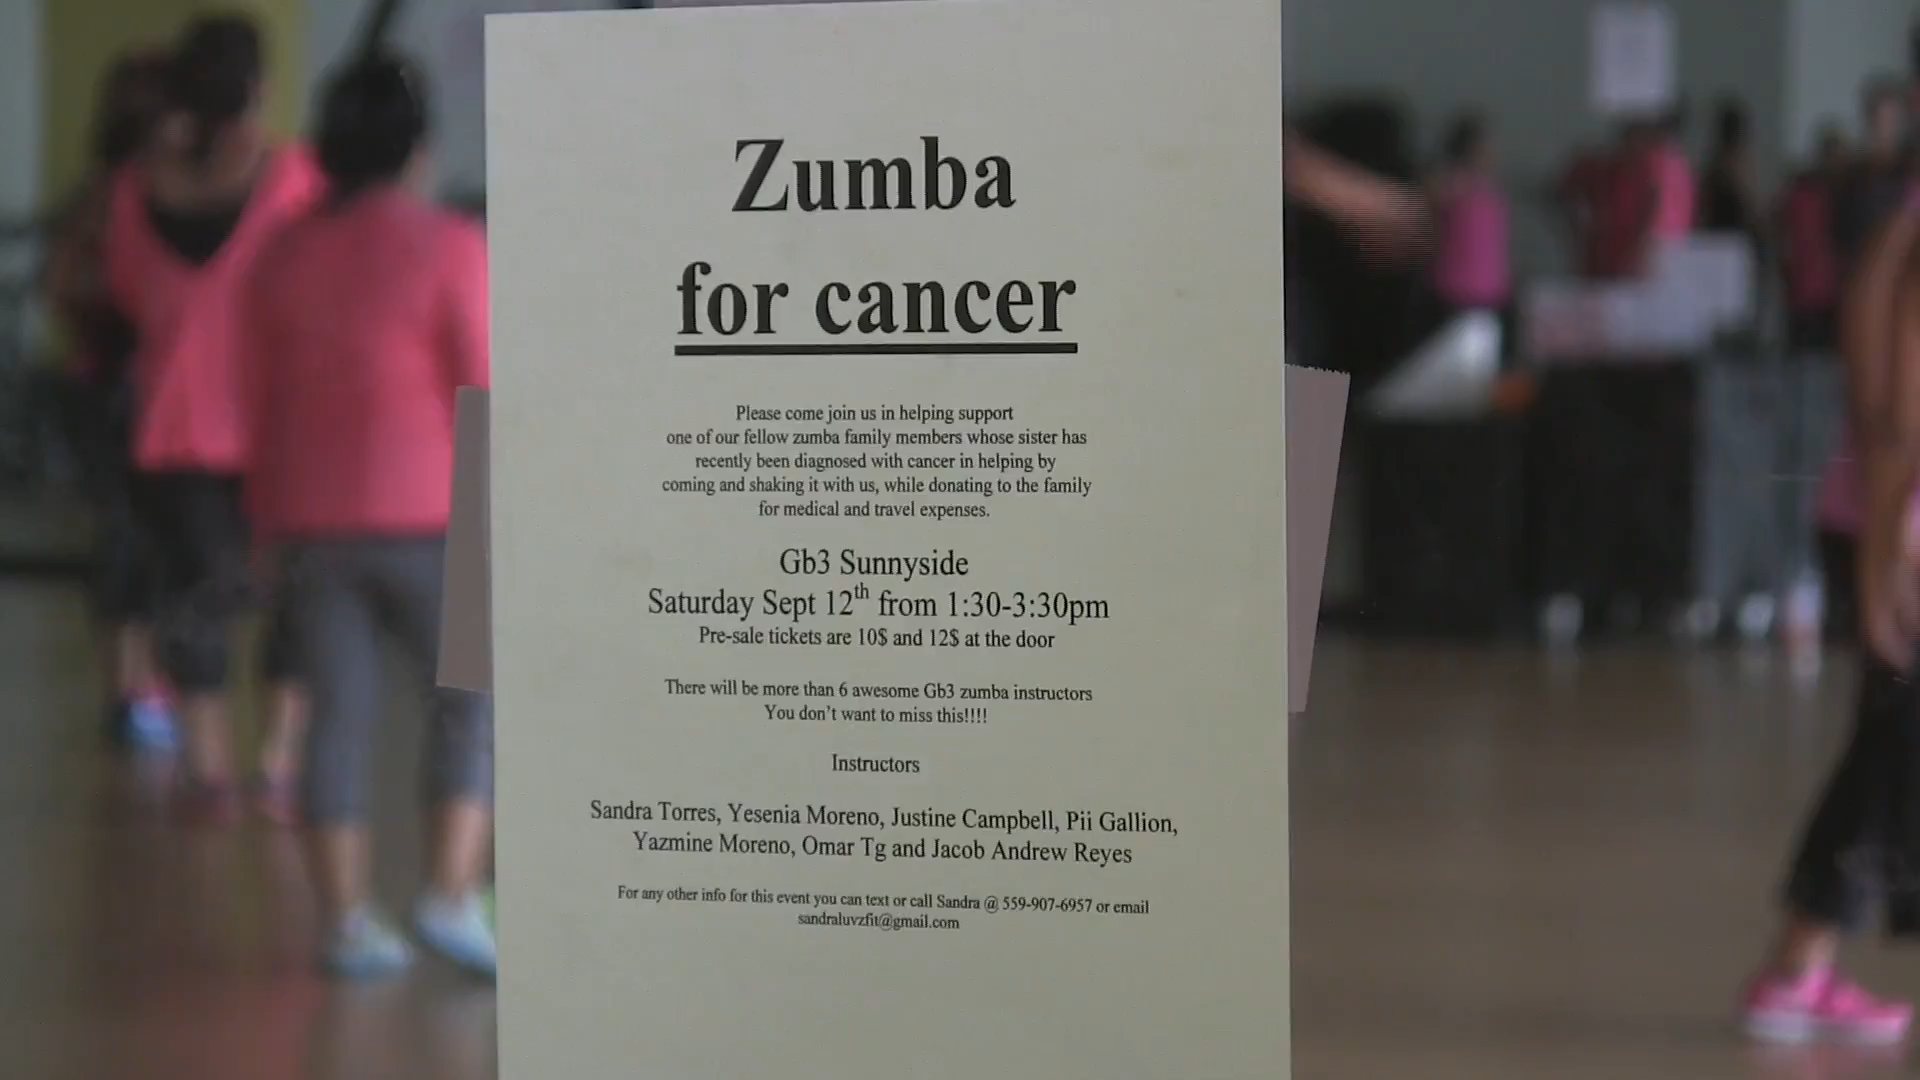 Zumba
for cancer
Please come join us in helping support
one of our fellow zumba family members whose sister has
recently been diagnosed with cancer in helping by
coming and shaking it with us, while donating to the family
for medical and travel expenses.
Gb3 Sunnyside
Saturday Sept 12th from 1:30-3:30pm
Pre-sale tickets are 10$ and 12$ at the door
There will be more than 6 awesome Gb3 zumba instructors
You don't want to miss this!!!!
Instructors
Sandra Torres, Yesenia Moreno, Justine Campbell, Pii Gallion,
Yazmine Moreno, Omar Tg and Jacob Andrew Reyes
For any other info for this event you can text or call Sandra @ 559-907-6957 or email
sandraluvzfit@gmail.com